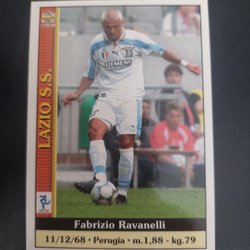 LAZIO S.S.
SIEMENS
Fabrizio Ravanelli
11/12/68 • Perugia • m.1,88 - kg.79